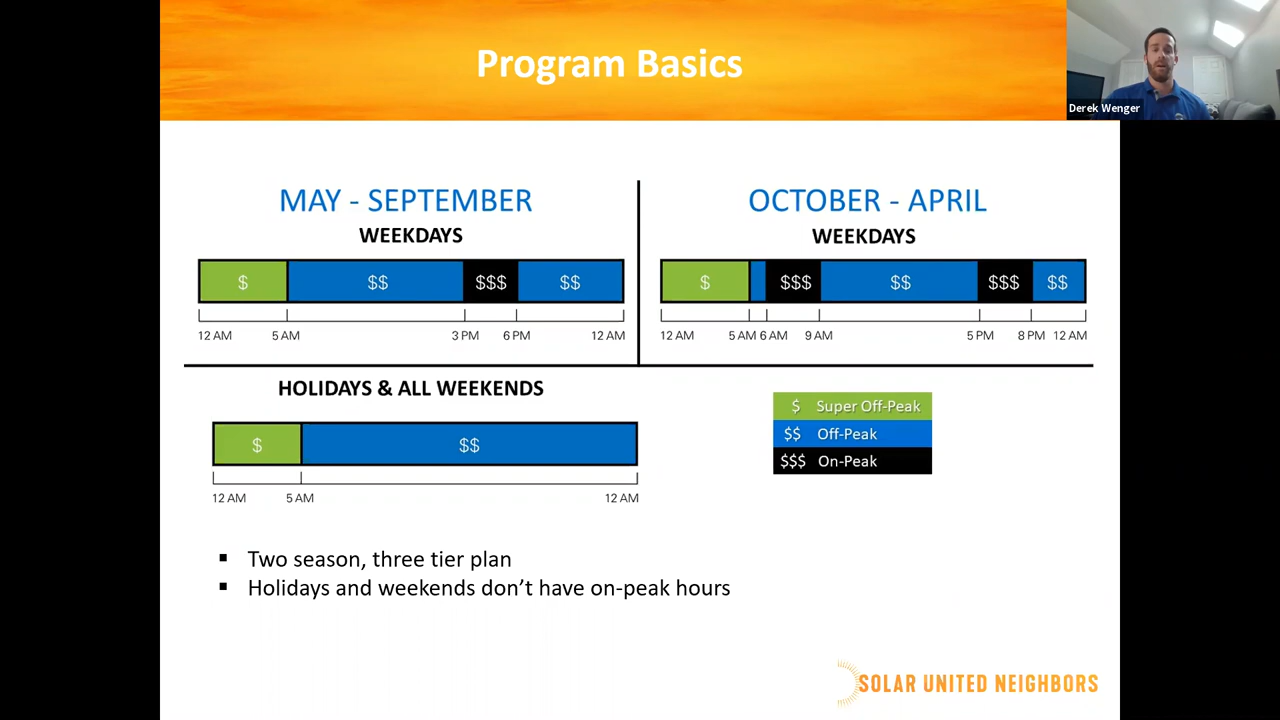 Program Basics
Derek Wenger
MAY - SEPTEMBER
WEEKDAYS
$ $$ $$$ $$
12 AM 5 AM 3 PM 6 PM 12 AM
OCTOBER - APRIL
WEEKDAYS
$ $$$ $$ $$$ $$
12 AM 5 AM 6 AM 9 AM 5 PM 8 PM 12 AM
HOLIDAYS & ALL WEEKENDS
$ $$
12 AM 5 AM 12 AM
$ Super Off-Peak
$$ Off-Peak
$$$ On-Peak
▪ Two season, three tier plan
▪ Holidays and weekends don't have on-peak hours
SOLAR UNITED NEIGHBORS